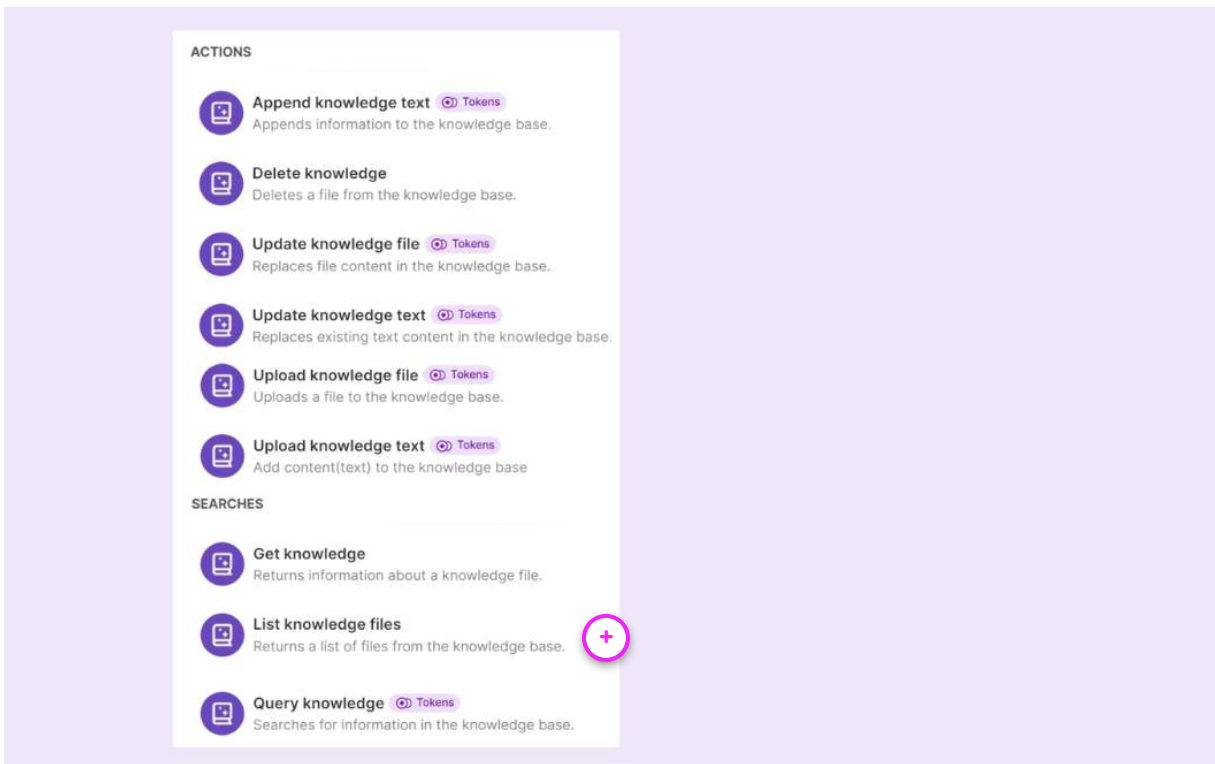 ACTIONS
Append knowledge text Tokens
Appends information to the knowledge base.
Delete knowledge
Deletes a file from the knowledge base.
Update knowledge file Tokens
Replaces file content in the knowledge base.
Update knowledge text Tokens
Replaces existing text content in the knowledge base.
Upload knowledge file Tokens
Uploads a file to the knowledge base.
Upload knowledge text Tokens
Add content(text) to the knowledge base
SEARCHES
Get knowledge
Returns information about a knowledge file.
List knowledge files
Returns a list of files from the knowledge base.
+
Query knowledge Tokens
Searches for information in the knowledge base.